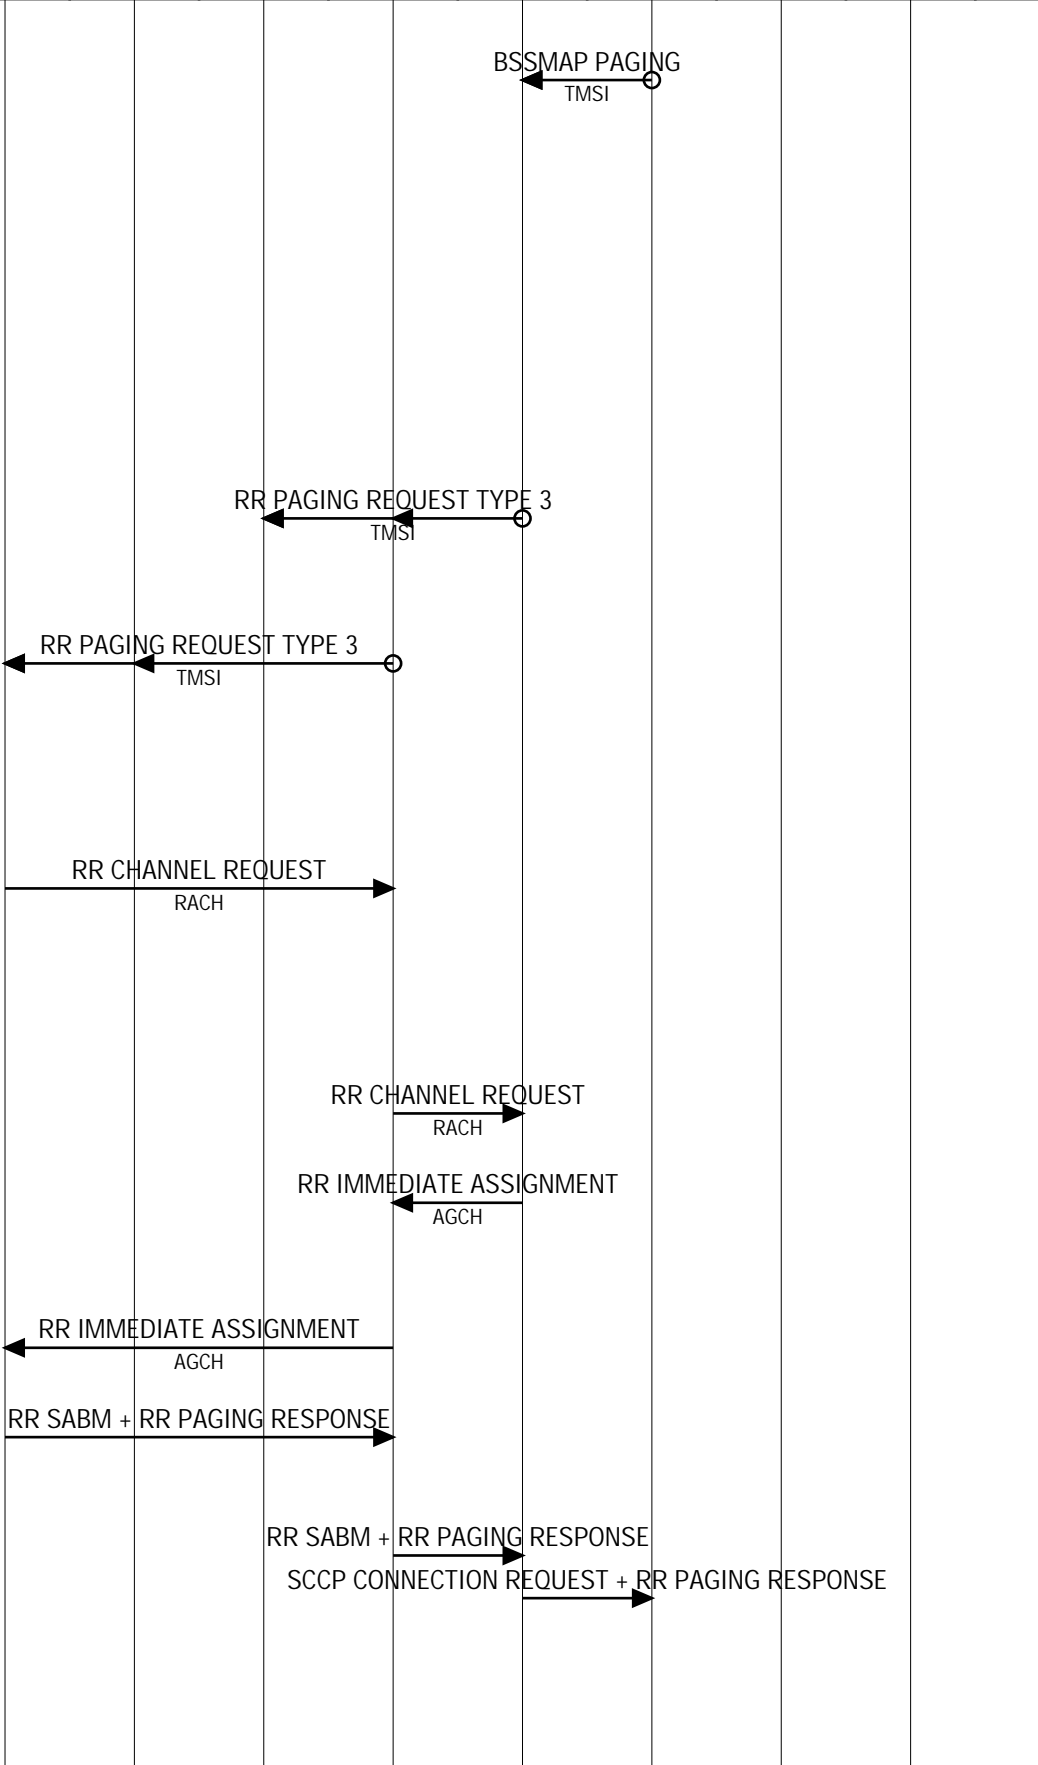 BSSMAP PAGING
TMSI
RR PAGING REQUEST TYPE 3
TMSI
RR PAGING REQUEST TYPE 3
TMSI
RR CHANNEL REQUEST
RACH
RR CHANNEL REQUEST
RACH
RR IMMEDIATE ASSIGNMENT
AGCH
RR IMMEDIATE ASSIGNMENT
AGCH
RR SABM + RR PAGING RESPONSE
RR SABM + RR PAGING RESPONSE
SCCP CONNECTION REQUEST + RR PAGING RESPONSE